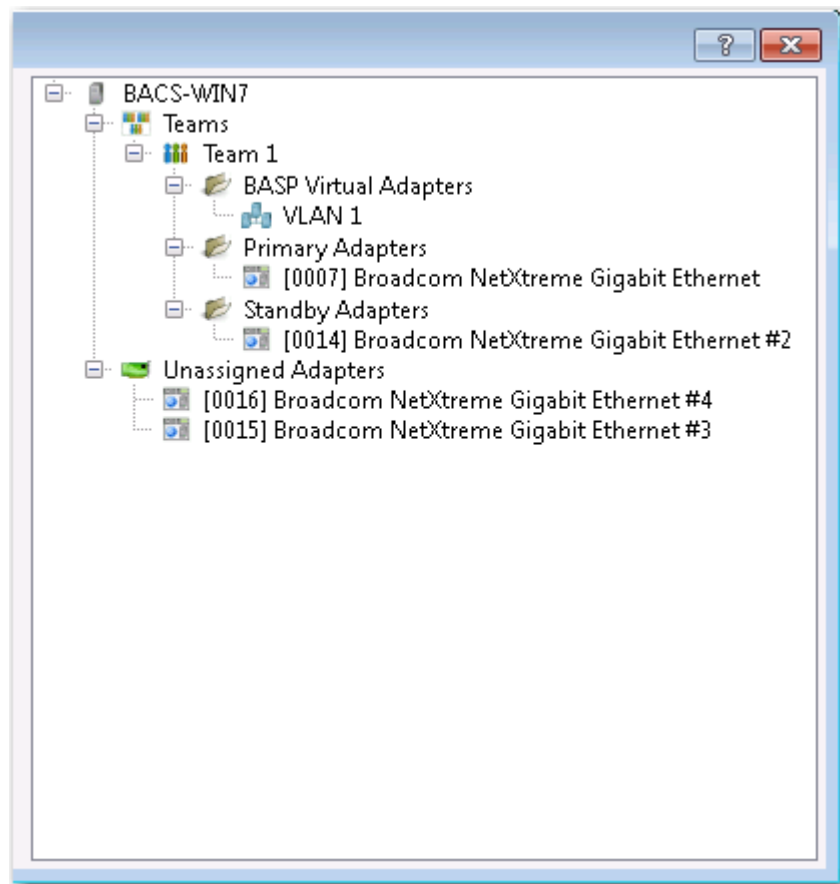 BACS-WIN7
Teams
Team 1
BASP Virtual Adapters
VLAN 1
Primary Adapters
[0007] Broadcom NetXtreme Gigabit Ethernet
Standby Adapters
[0014] Broadcom NetXtreme Gigabit Ethernet #2
Unassigned Adapters
[0016] Broadcom NetXtreme Gigabit Ethernet #4
[0015] Broadcom NetXtreme Gigabit Ethernet #3